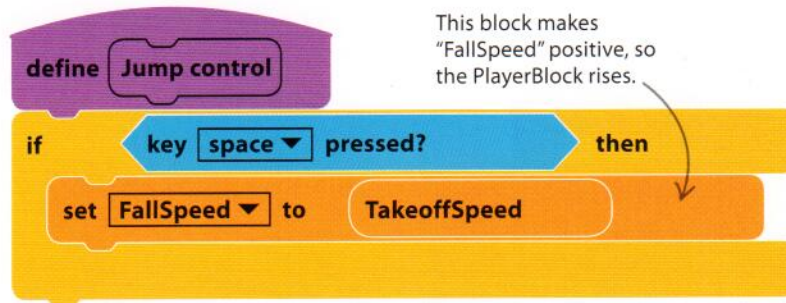 This block makes
“FallSpeed” positive, so
the PlayerBlock rises.
define Jump control
if key space pressed? then
set FallSpeed to TakeoffSpeed